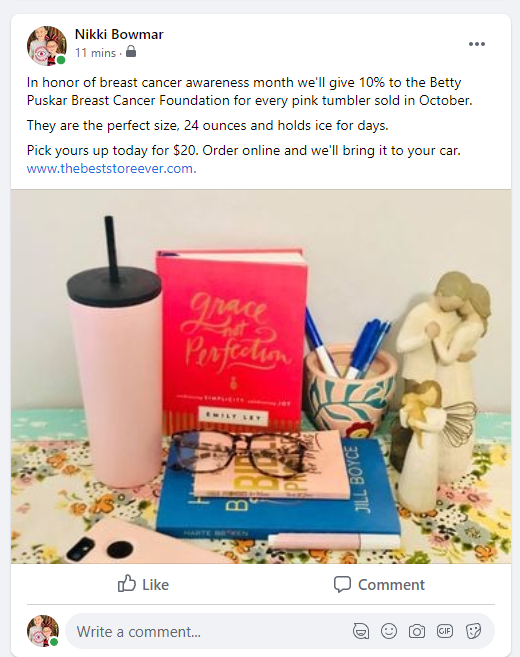 Nikki Bowmar
11 mins ·
In honor of breast cancer awareness month we'll give 10% to the Betty
Puskar Breast Cancer Foundation for every pink tumbler sold in October.
They are the perfect size, 24 ounces and holds ice for days.
Pick yours up today for $20. Order online and we'll bring it to your car.
www.thebeststoreever.com.
grace
not
Perfection
embracing SIMPLICITY celebrating JOY
EMILY LEY
JILL BOYCE
Like
Comment
Write a comment...
GIF